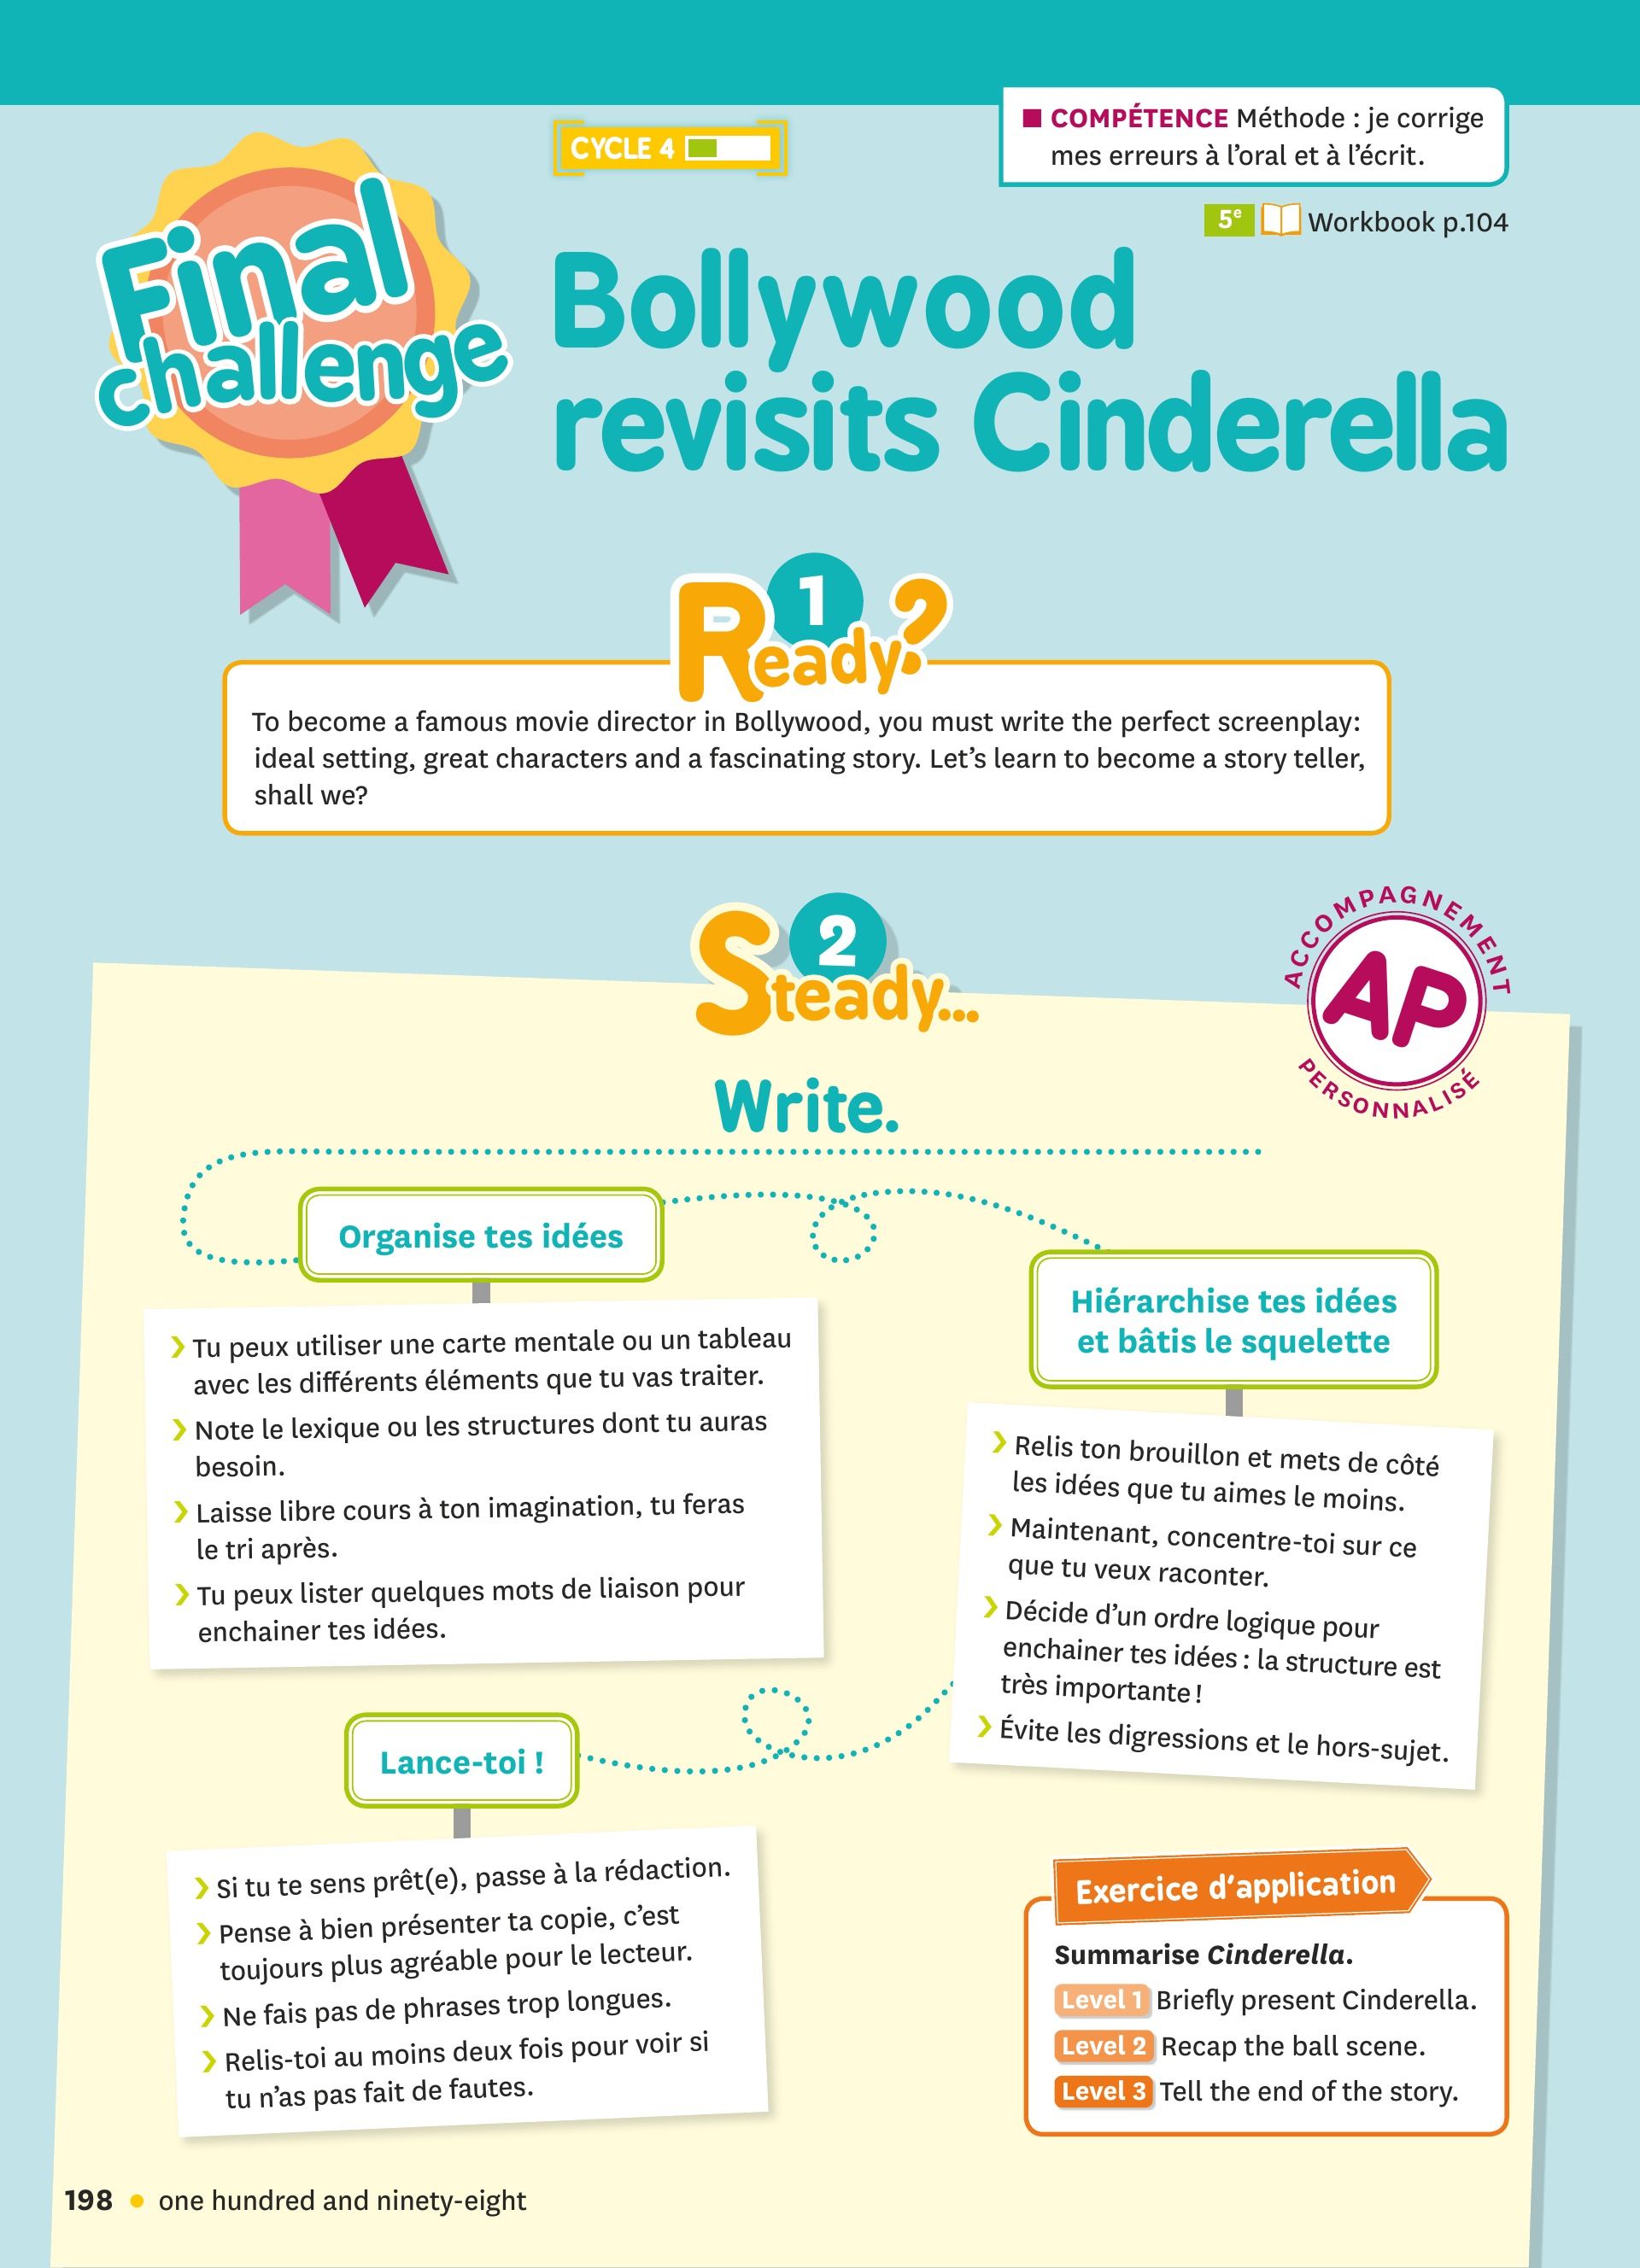 CYCLE 4
COMPÉTENCE Méthode : je corrige
mes erreurs à l'oral et à l'écrit.
5e Workbook p.104
Final
challenge
Bollywood
revisits Cinderella
1
Ready?
To become a famous movie director in Bollywood, you must write the perfect screenplay:
ideal setting, great characters and a fascinating story. Let's learn to become a story teller,
shall we?
2
Steady...
ACCOMPAGNEMENT
AP
PERSONNALISÉ
Write.
Organise tes idées
Tu peux utiliser une carte mentale ou un tableau
avec les différents éléments que tu vas traiter.
Note le lexique ou les structures dont tu auras
besoin.
Laisse libre cours à ton imagination, tu feras
le tri après.
Tu peux lister quelques mots de liaison pour
enchainer tes idées.
Hiérarchise tes idées
et bâtis le squelette
Relis ton brouillon et mets de côté
les idées que tu aimes le moins.
Maintenant, concentre-toi sur ce
que tu veux raconter.
Décide d'un ordre logique pour
enchainer tes idées : la structure est
très importante !
Évite les digressions et le hors-sujet.
Lance-toi !
Si tu te sens prêt(e), passe à la rédaction.
Pense à bien présenter ta copie, c'est
toujours plus agréable pour le lecteur.
Ne fais pas de phrases trop longues.
Relis-toi au moins deux fois pour voir si
tu n'as pas fait de fautes.
Exercice d'application
Summarise Cinderella.
Level 1 Briefly present Cinderella.
Level 2 Recap the ball scene.
Level 3 Tell the end of the story.
198 • one hundred and ninety-eight